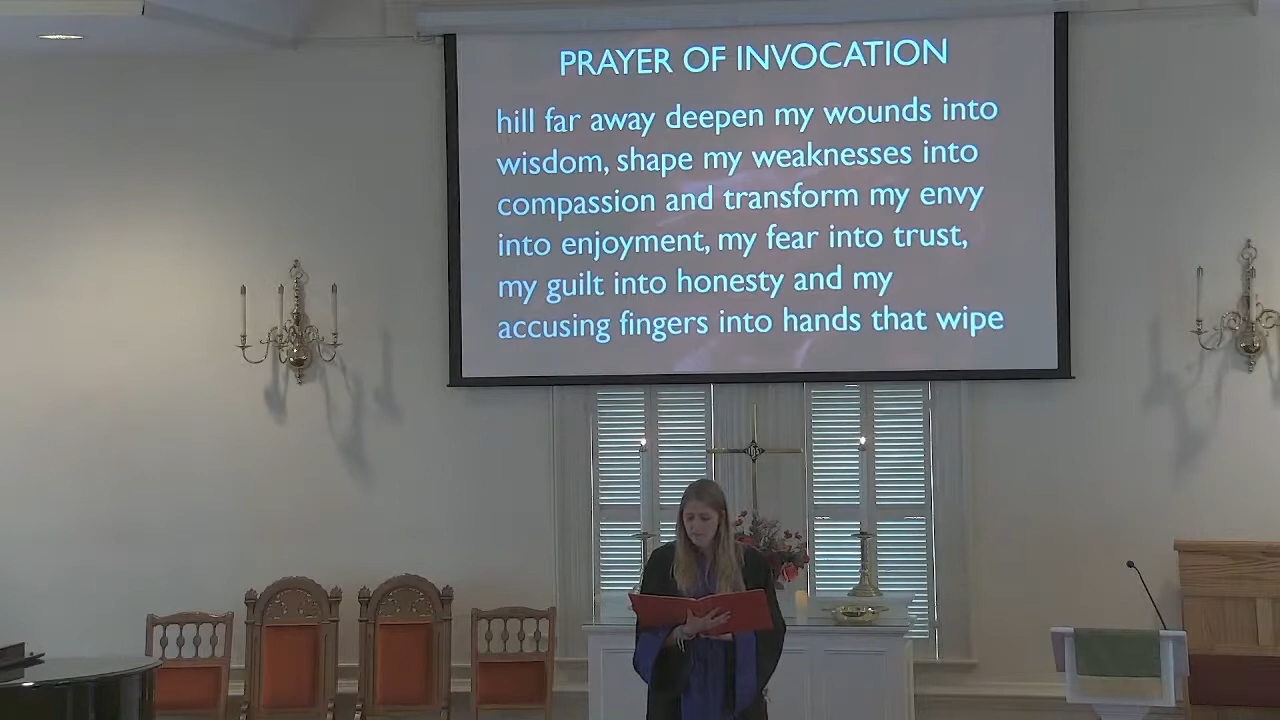 PRAYER OF INVOCATION
hill far away deepen my wounds into
wisdom, shape my weaknesses into
compassion and transform my envy
into enjoyment, my fear into trust,
my guilt into honesty and my
accusing fingers into hands that wipe